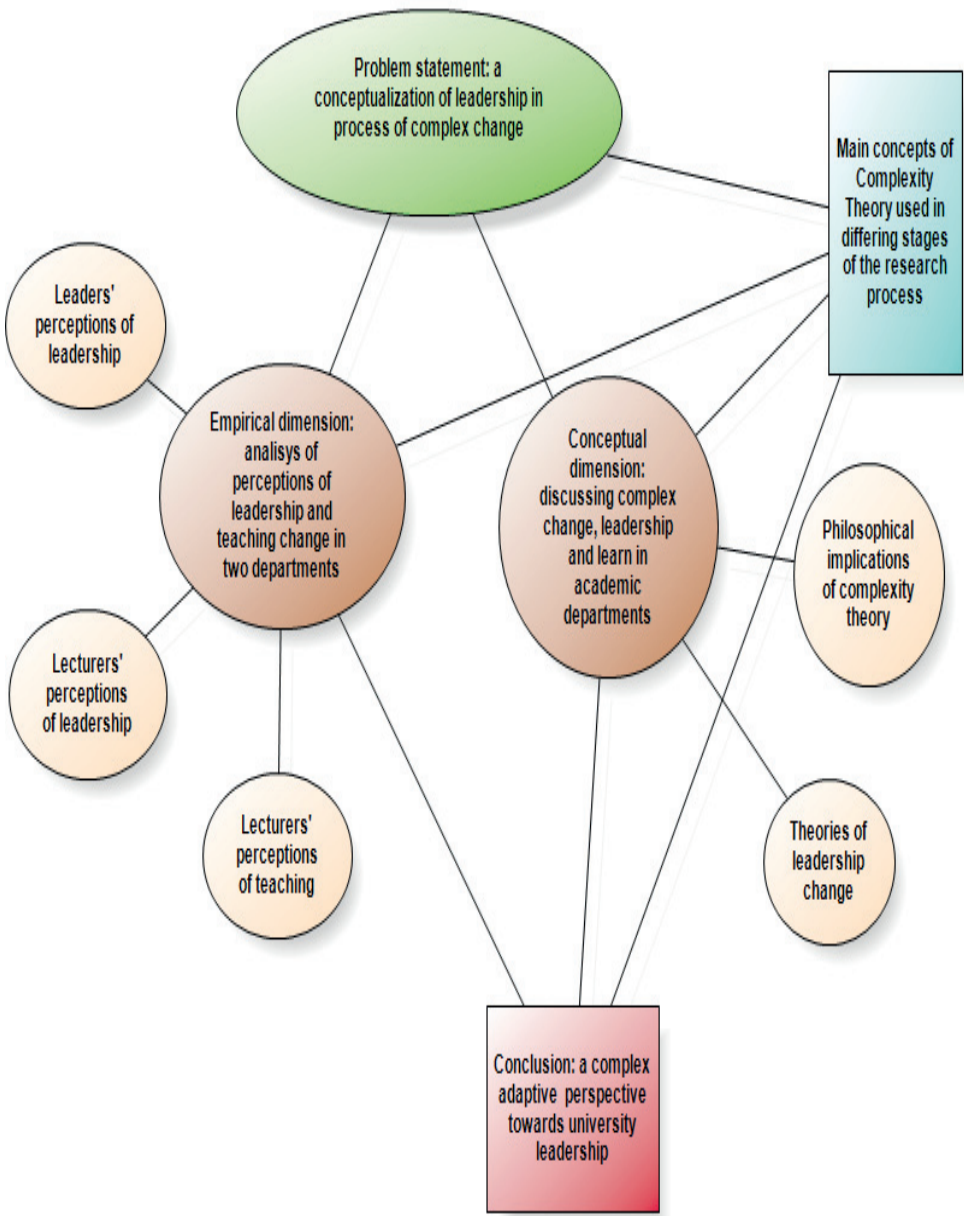 Problem statement: a
conceptualization of leadership in
process of complex change
Main concepts of
Complexity
Theory used in
differing stages
of the research
process
Leaders'
perceptions of
leadership
Empirical dimension:
analisys of
perceptions of
leadership and
teaching change in
two departments
Conceptual
dimension:
discussing complex
change, leadership
and learn in
academic
departments
Philosophical
implications
of complexity
theory
Lecturers'
perceptions
of leadership
Lecturers'
perceptions
of teaching
Theories of
leadership
change
Conclusion: a complex
adaptive perspective
towards university
leadership